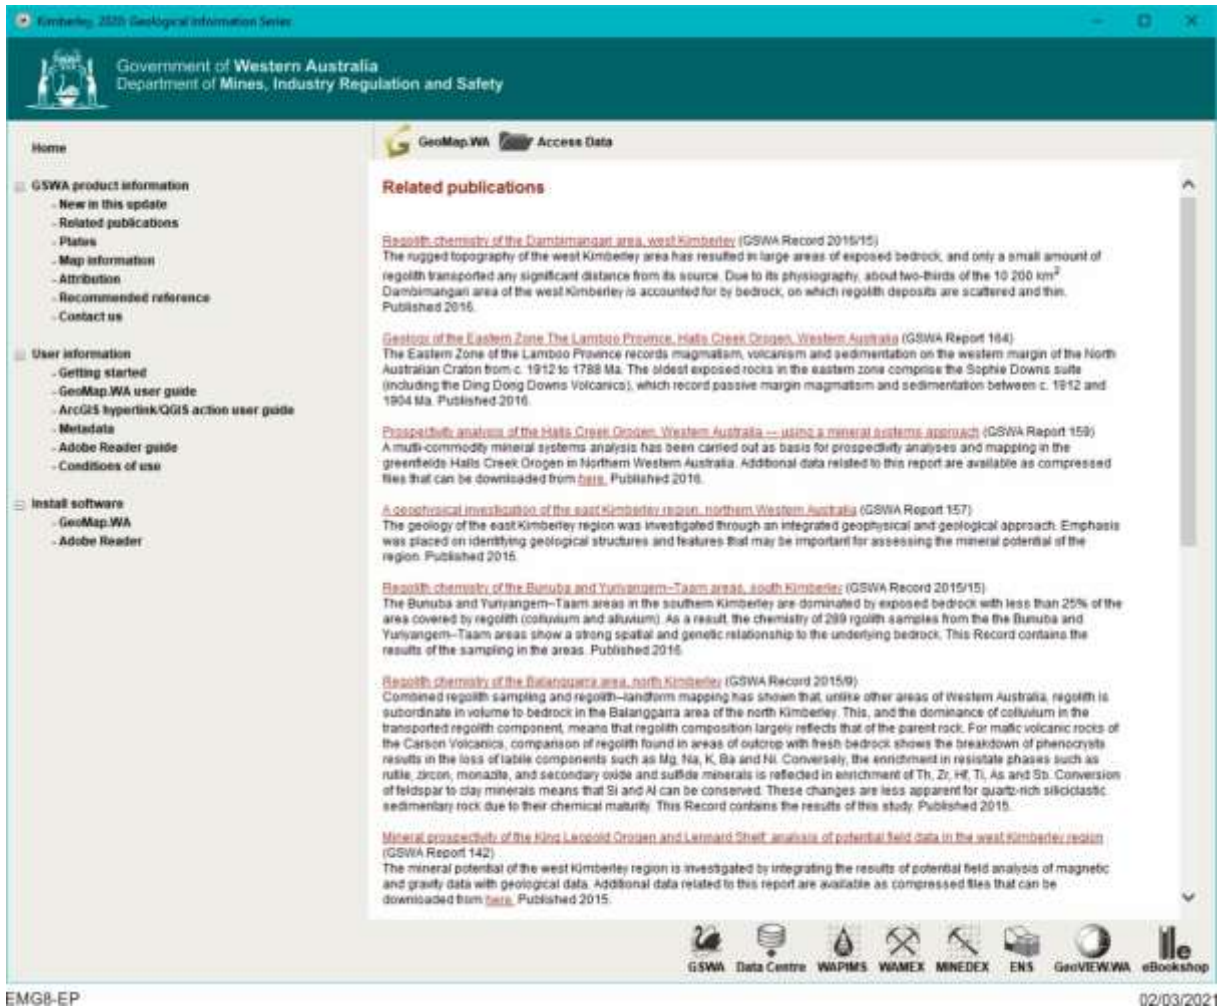 Kimberley, 2020: Geological Information Series
Government of Western Australia
Department of Mines, Industry Regulation and Safety
Home
GSWA product information
- New in this update
- Related publications
- Plates
- Map information
- Attribution
- Recommended reference
- Contact us
User information
- Getting started
- GeoMap.WA user guide
- ArcGIS hyperlink/QGIS action user guide
- Metadata
- Adobe Reader guide
- Conditions of use
Install software
- GeoMap.WA
- Adobe Reader
GeoMap.WA Access Data
Related publications
Regolith chemistry of the Dambimangari area, west Kimberley (GSWA Record 2016/15)
The rugged topography of the west Kimberley area has resulted in large areas of exposed bedrock, and only a small amount of
regolith transported any significant distance from its source. Due to its physiography, about two-thirds of the 10 200 km²
Dambimangari area of the west Kimberley is accounted for by bedrock, on which regolith deposits are scattered and thin.
Published 2016.
Geology of the Eastern Zone The Lamboo Province, Halls Creek Orogen, Western Australia (GSWA Report 164)
The Eastern Zone of the Lamboo Province records magmatism, volcanism and sedimentation on the western margin of the North
Australian Craton from c. 1912 to 1788 Ma. The oldest exposed rocks in the eastern zone comprise the Sophie Downs suite
(including the Ding Dong Downs Volcanics), which record passive margin magmatism and sedimentation between c. 1912 and
1904 Ma. Published 2016.
Prospectivity analysis of the Halls Creek Orogen, Western Australia — using a mineral systems approach (GSWA Report 159)
A multi-commodity mineral systems analysis has been carried out as basis for prospectivity analyses and mapping in the
greenfields Halls Creek Orogen in Northern Western Australia. Additional data related to this report are available as compressed
files that can be downloaded from here. Published 2016.
A geophysical investigation of the east Kimberley region, northern Western Australia (GSWA Report 157)
The geology of the east Kimberley region was investigated through an integrated geophysical and geological approach. Emphasis
was placed on identifying geological structures and features that may be important for assessing the mineral potential of the
region. Published 2016.
Regolith chemistry of the Bunuba and Yuriyangem–Taam areas, south Kimberley (GSWA Record 2015/15)
The Bunuba and Yuriyangem–Taam areas in the southern Kimberley are dominated by exposed bedrock with less than 25% of the
area covered by regolith (colluvium and alluvium). As a result, the chemistry of 289 rgolith samples from the the Bunuba and
Yuriyangem–Taam areas show a strong spatial and genetic relationship to the underlying bedrock. This Record contains the
results of the sampling in the areas. Published 2016.
Regolith chemistry of the Balanggarra area, north Kimberley (GSWA Record 2015/9)
Combined regolith sampling and regolith–landform mapping has shown that, unlike other areas of Western Australia, regolith is
subordinate in volume to bedrock in the Balanggarra area of the north Kimberley. This, and the dominance of colluvium in the
transported regolith component, means that regolith composition largely reflects that of the parent rock. For mafic volcanic rocks of
the Carson Volcanics, comparison of regolith found in areas of outcrop with fresh bedrock shows the breakdown of phenocrysts
results in the loss of labile components such as Mg, Na, K, Ba and Ni. Conversely, the enrichment in resistate phases such as
rutile, zircon, monazite, and secondary oxide and sulfide minerals is reflected in enrichment of Th, Zr, Hf, Ti, As and Sb. Conversion
of feldspar to clay minerals means that Si and Al can be conserved. These changes are less apparent for quartz-rich siliciclastic
sedimentary rock due to their chemical maturity. This Record contains the results of this study. Published 2015.
Mineral prospectivity of the King Leopold Orogen and Lennard Shelf: analysis of potential field data in the west Kimberley region
(GSWA Report 142)
The mineral potential of the west Kimberley region is investigated by integrating the results of potential field analysis of magnetic
and gravity data with geological data. Additional data related to this report are available as compressed files that can be
downloaded from here. Published 2015.
GSWA Data Centre WAPIMS WAMEX MINEDEX ENS GeoVIEW.WA eBookshop
EMG8-EP
02/03/2021